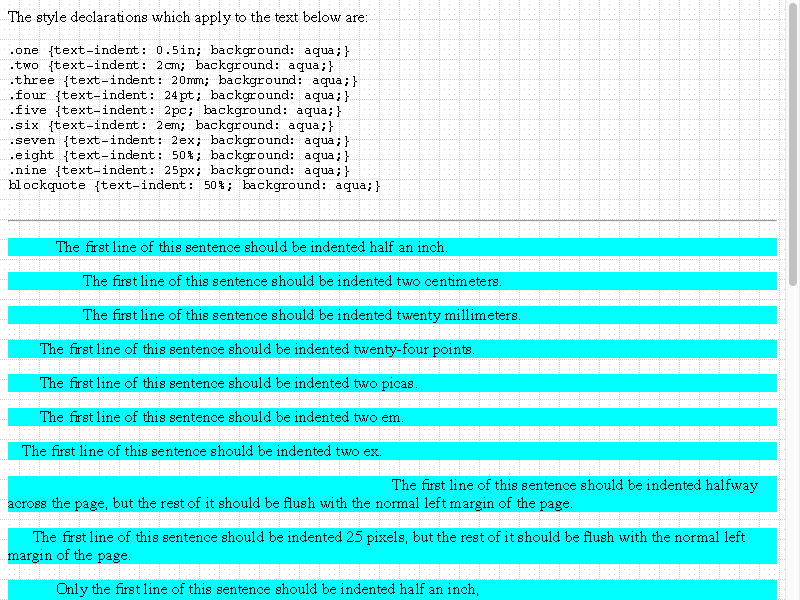 The style declarations which apply to the text below are:
.one {text-indent: 0.5in; background: aqua;}
.two {text-indent: 2cm; background: aqua;}
.three {text-indent: 20mm; background: aqua;}
.four {text-indent: 24pt; background: aqua;}
.five {text-indent: 2pc; background: aqua;}
.six {text-indent: 2em; background: aqua;}
.seven {text-indent: 2ex; background: aqua;}
.eight {text-indent: 50%; background: aqua;}
.nine {text-indent: 25px; background: aqua;}
blockquote {text-indent: 50%; background: aqua;}
The first line of this sentence should be indented half an inch.
The first line of this sentence should be indented two centimeters.
The first line of this sentence should be indented twenty millimeters.
The first line of this sentence should be indented twenty-four points.
The first line of this sentence should be indented two picas.
The first line of this sentence should be indented two em.
The first line of this sentence should be indented two ex.
The first line of this sentence should be indented halfway
across the page, but the rest of it should be flush with the normal left margin of the page.
The first line of this sentence should be indented 25 pixels, but the rest of it should be flush with the normal left
margin of the page.
Only the first line of this sentence should be indented half an inch,